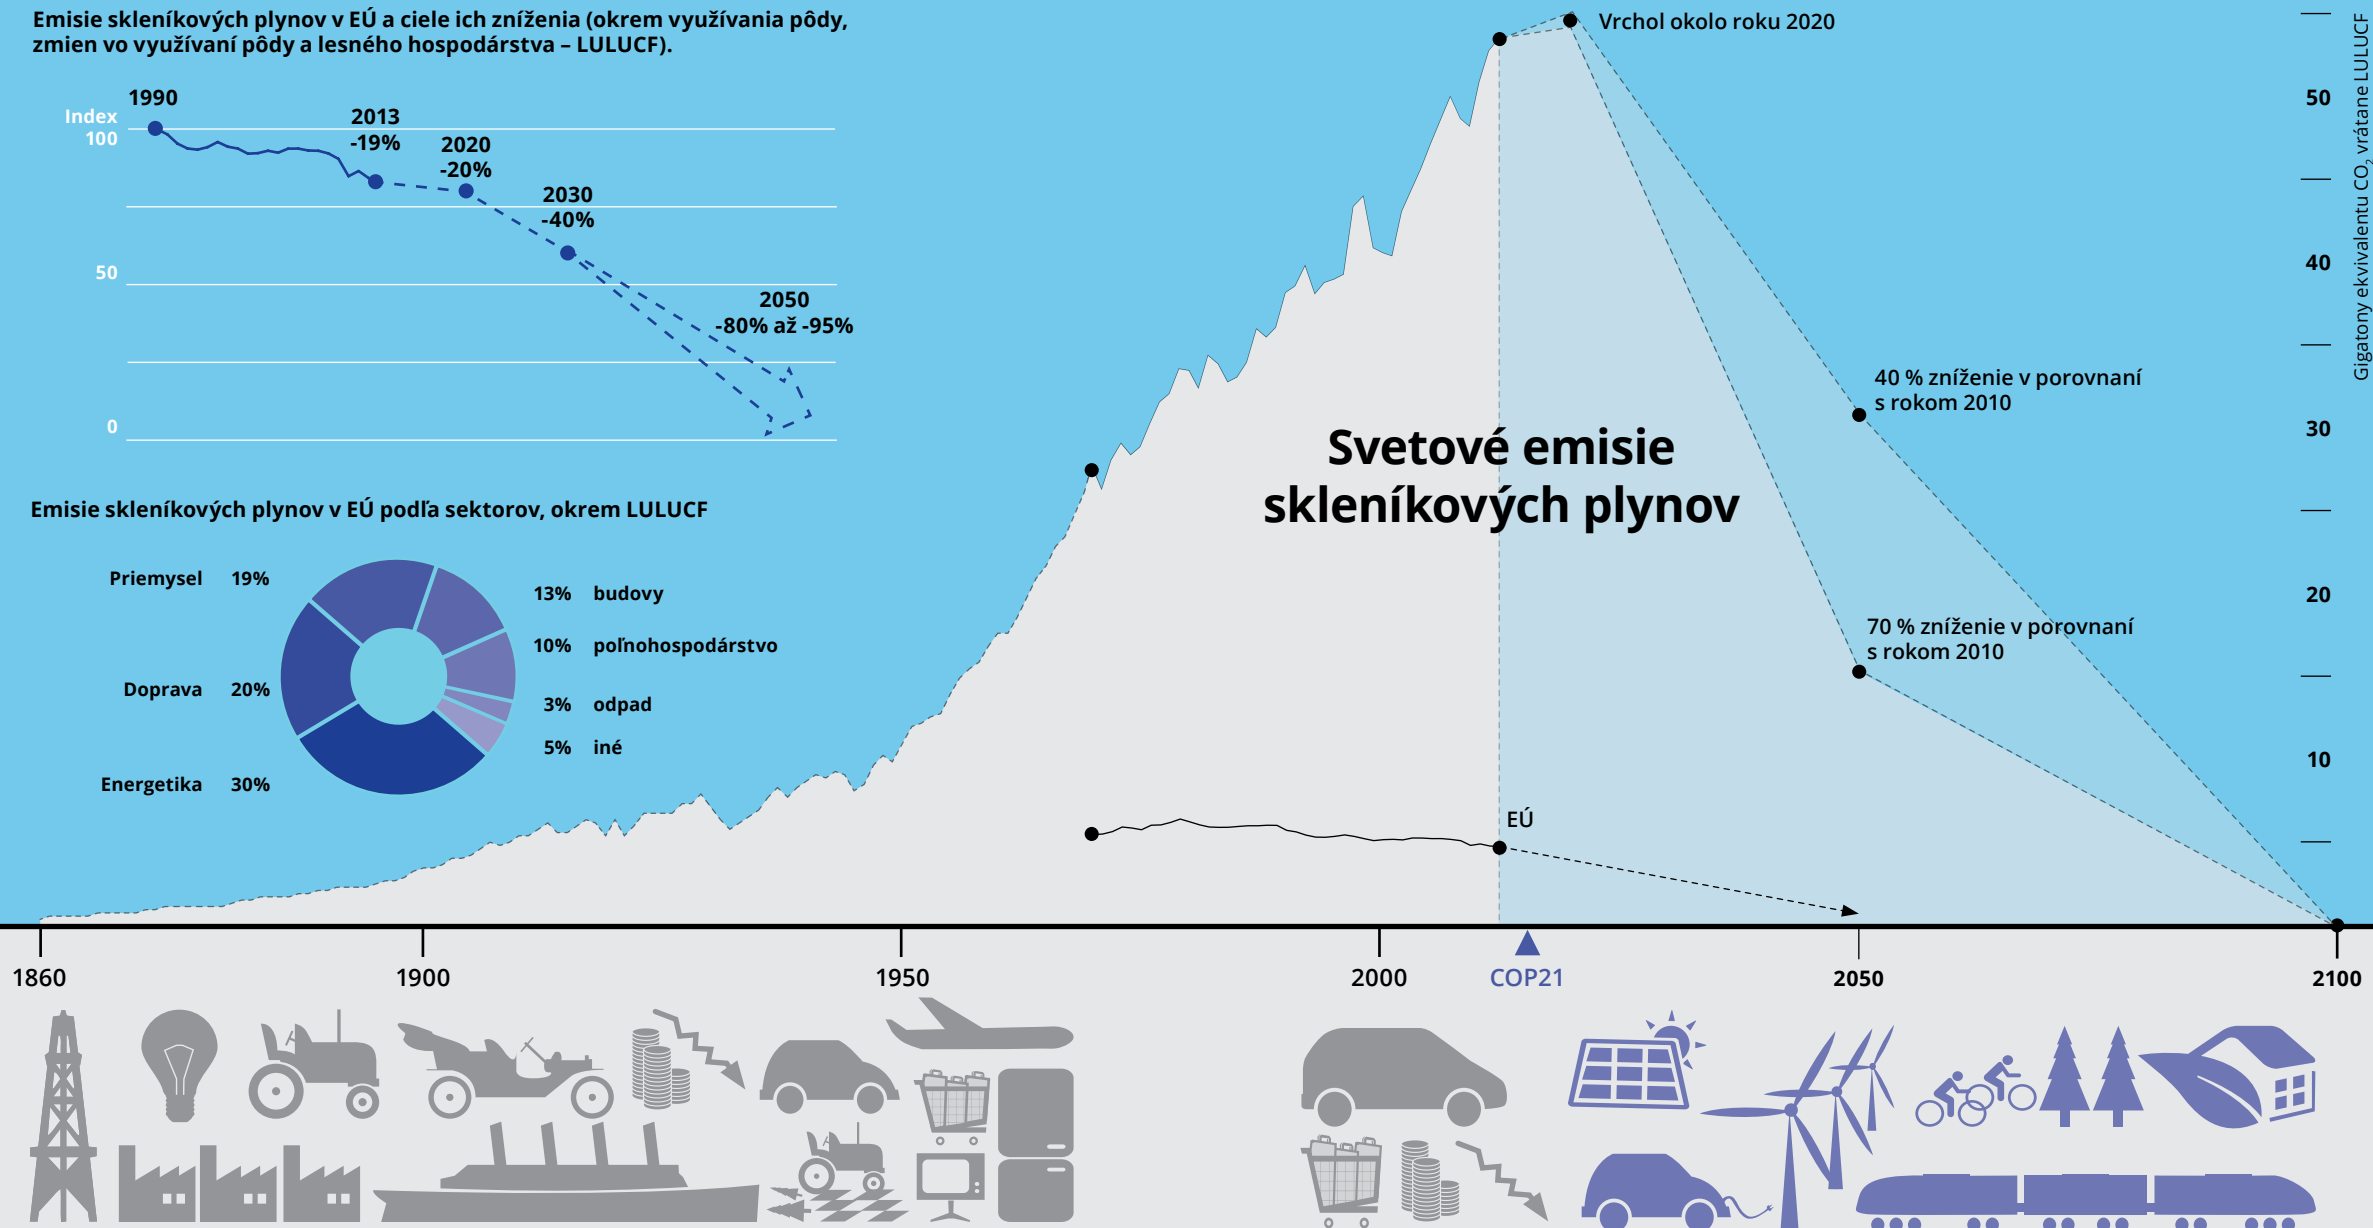 Emisie skleníkových plynov v EÚ a ciele ich zníženia (okrem využívania pôdy,
zmien vo využívaní pôdy a lesného hospodárstva – LULUCF).
1990
Index
100
2013
-19%
2020
-20%
2030
-40%
50
2050
-80% až -95%
0
Emisie skleníkových plynov v EÚ podľa sektorov, okrem LULUCF
Priemysel 19%
Doprava 20%
Energetika 30%
13% budovy
10% poľnohospodárstvo
3% odpad
5% iné
Svetové emisie
skleníkových plynov
Vrchol okolo roku 2020
40 % zníženie v porovnaní
s rokom 2010
70 % zníženie v porovnaní
s rokom 2010
EÚ
Gigatony ekvivalentu CO₂ vrátane LULUCF
50
40
30
20
10
1860
1900
1950
2000
COP21
2050
2100